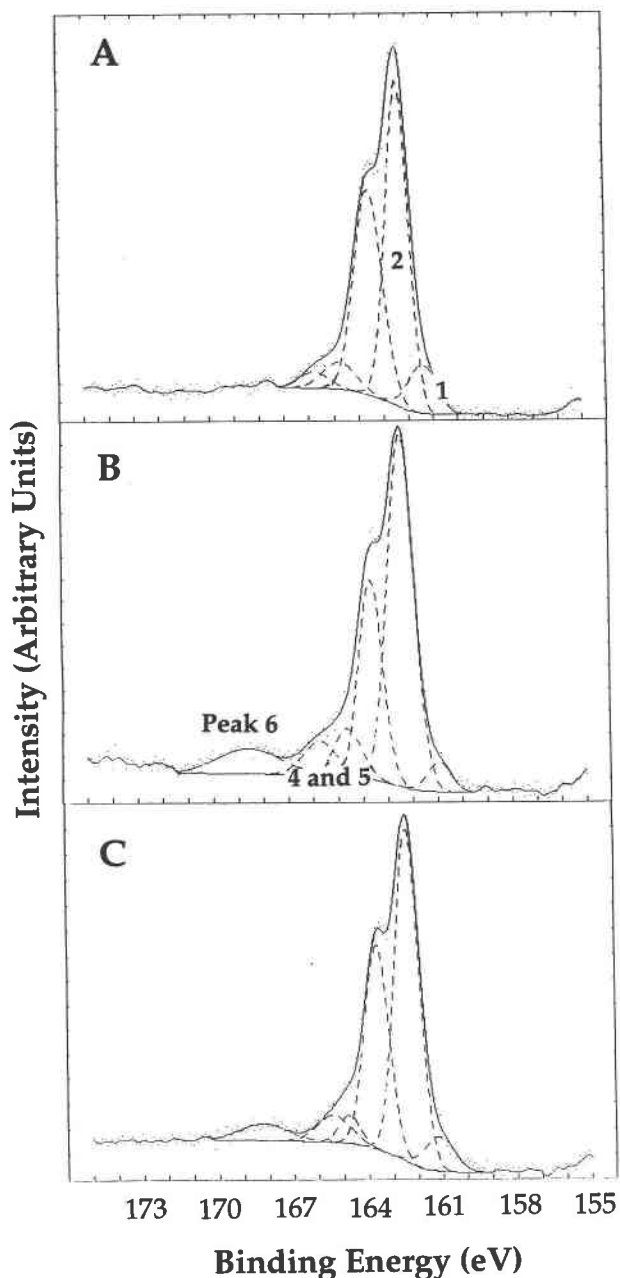 A
2
1
B
Peak 6
4 and 5
C
Intensity (Arbitrary Units)
173 170 167 164 161 158 155
Binding Energy (eV)